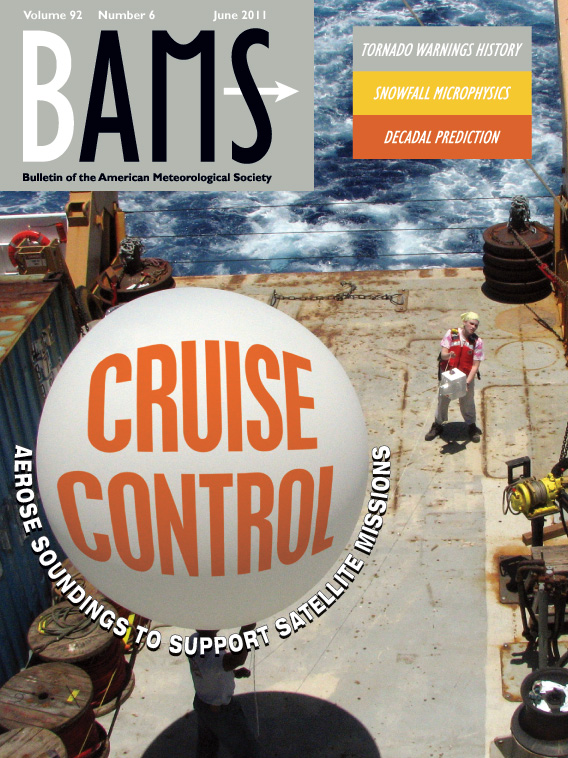 Volume 92 Number 6 June 2011
BAMS
Bulletin of the American Meteorological Society
TORNADO WARNINGS HISTORY
SNOWFALL MICROPHYSICS
DECADAL PREDICTION
CRUISE
CONTROL
AEROSE SOUNDINGS TO SUPPORT SATELLITE MISSIONS